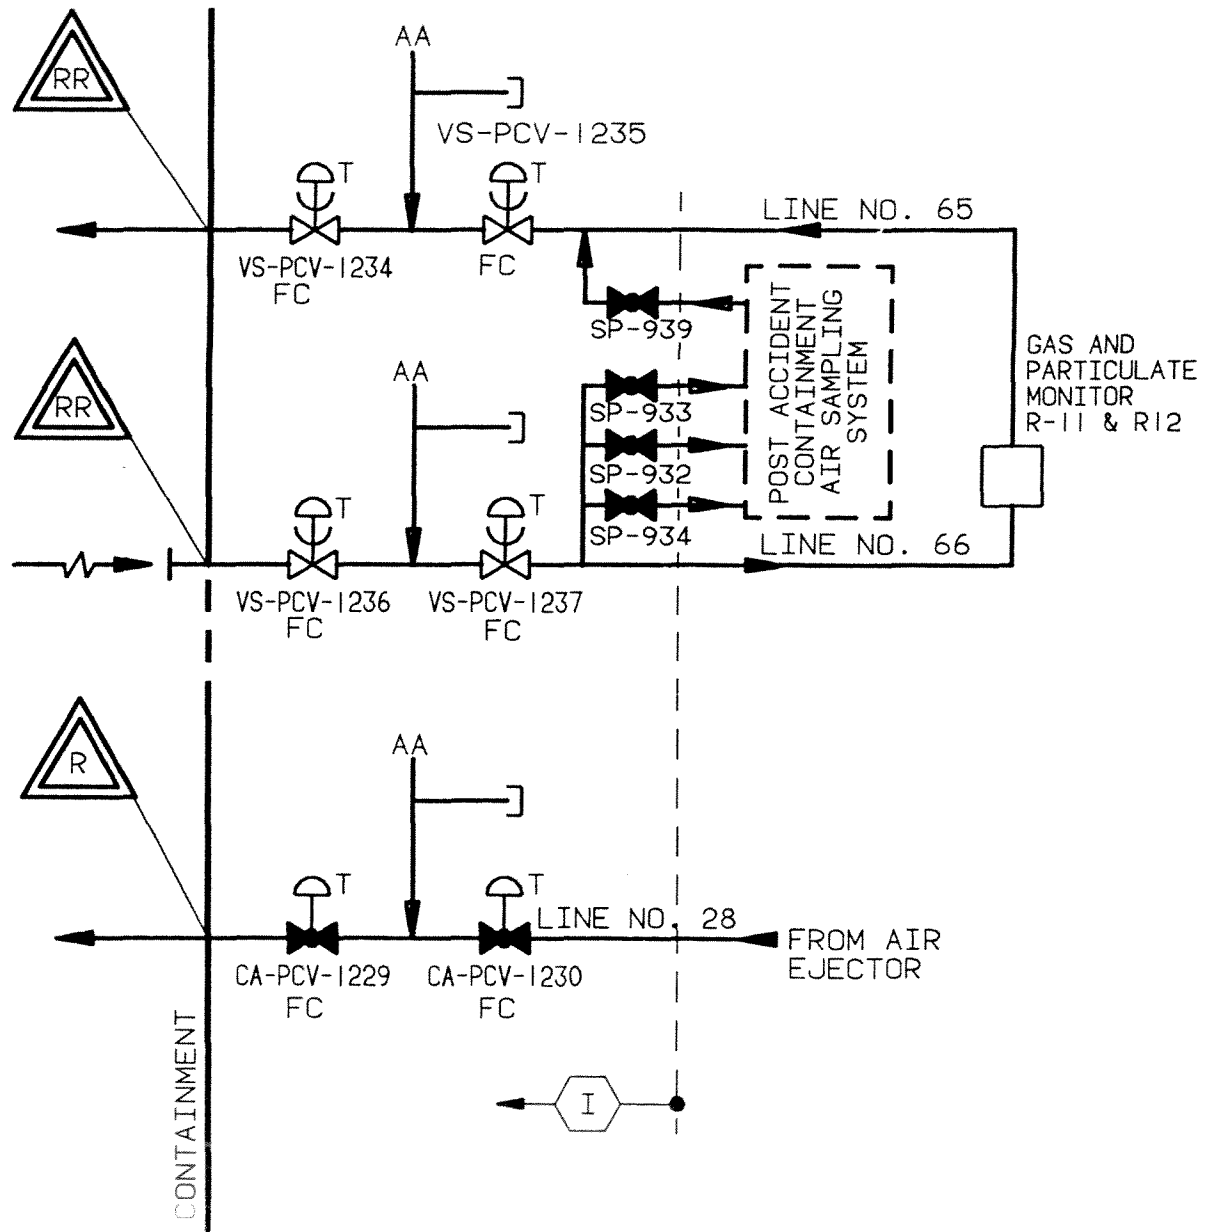 RR
AA
VS-PCV-1235
T
T
LINE NO. 65
VS-PCV-1234
FC
FC
SP-939
POST ACCIDENT
CONTAINMENT
AIR SAMPLING
SYSTEM
GAS AND
PARTICULATE
MONITOR
R-11 & R12
RR
AA
SP-933
SP-932
SP-934
T
T
LINE NO. 66
VS-PCV-1236
FC
VS-PCV-1237
FC
R
AA
T
T
LINE NO. 28
FROM AIR
EJECTOR
CA-PCV-1229
FC
CA-PCV-1230
FC
CONTAINMENT
I